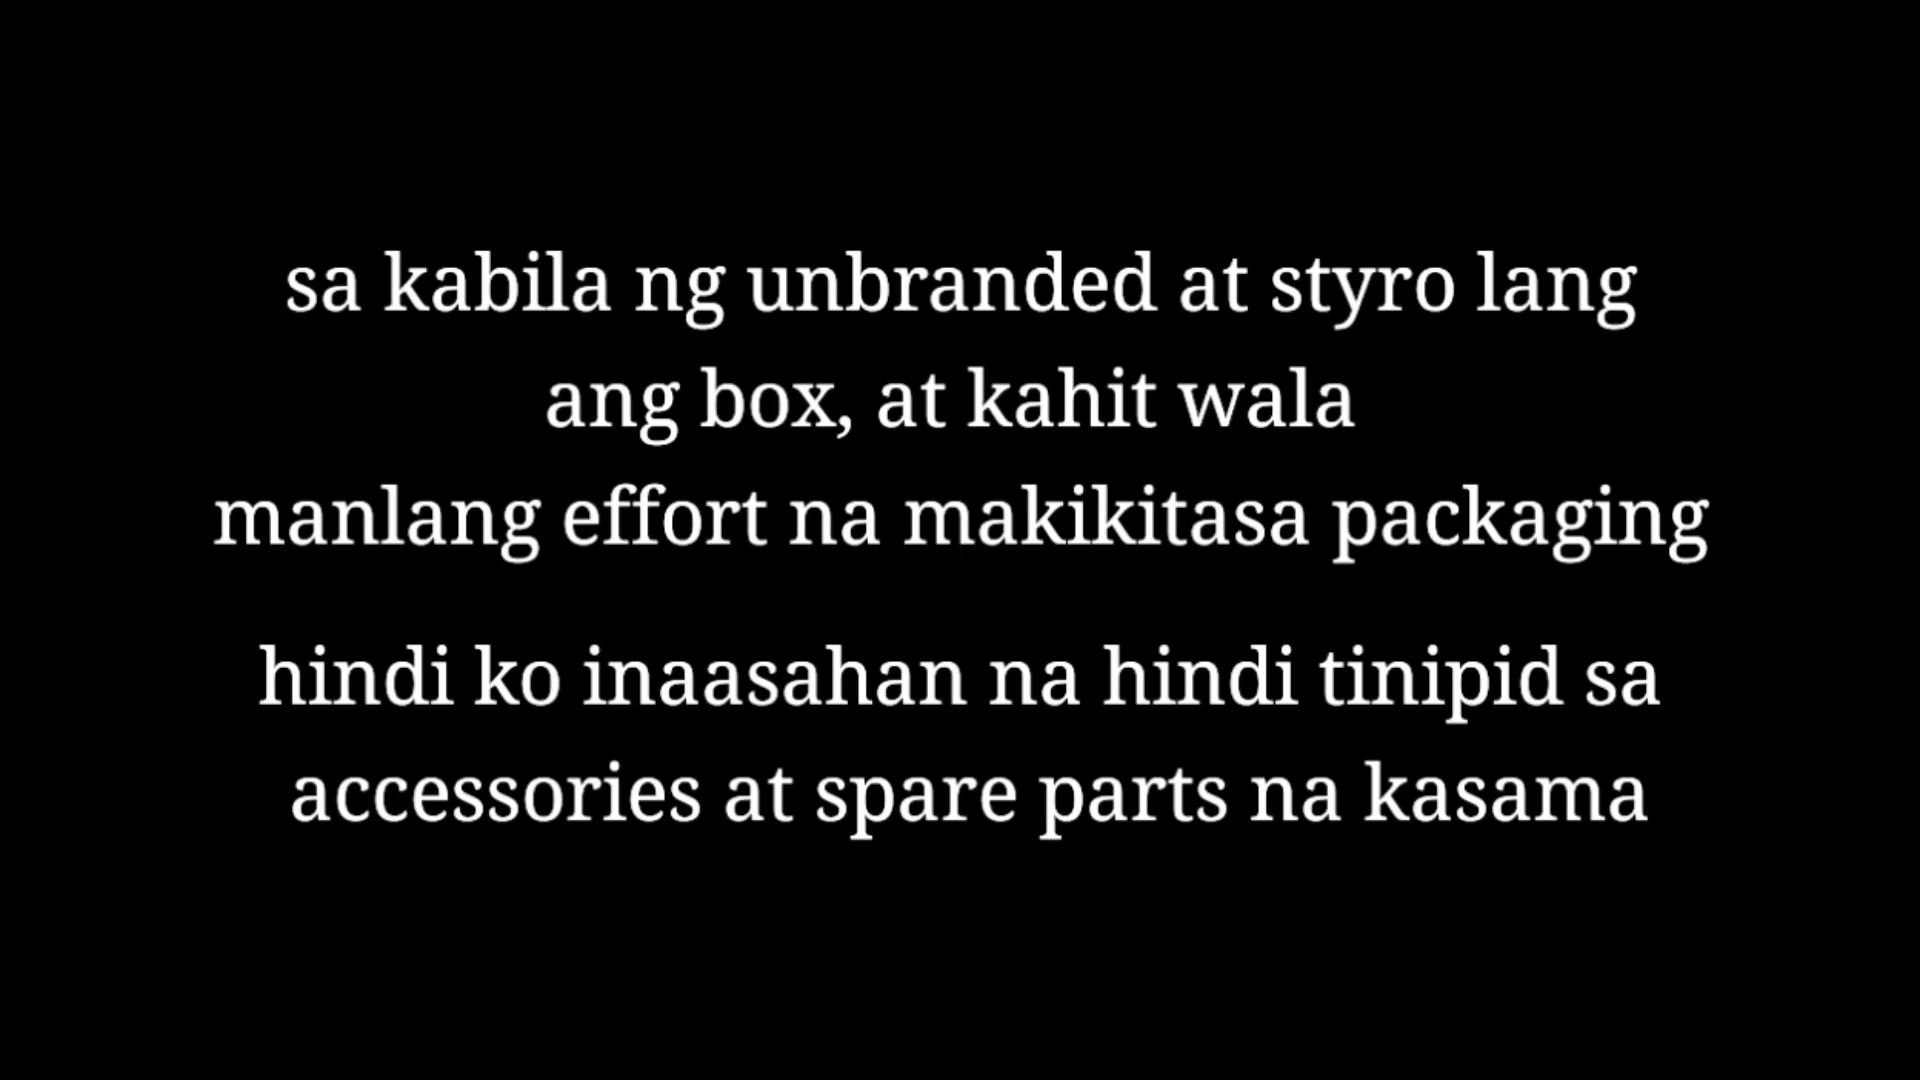 sa kabila ng unbranded at styro lang
ang box, at kahit wala
manlang effort na makikitasa packaging
hindi ko inaasahan na hindi tinipid sa
accessories at spare parts na kasama